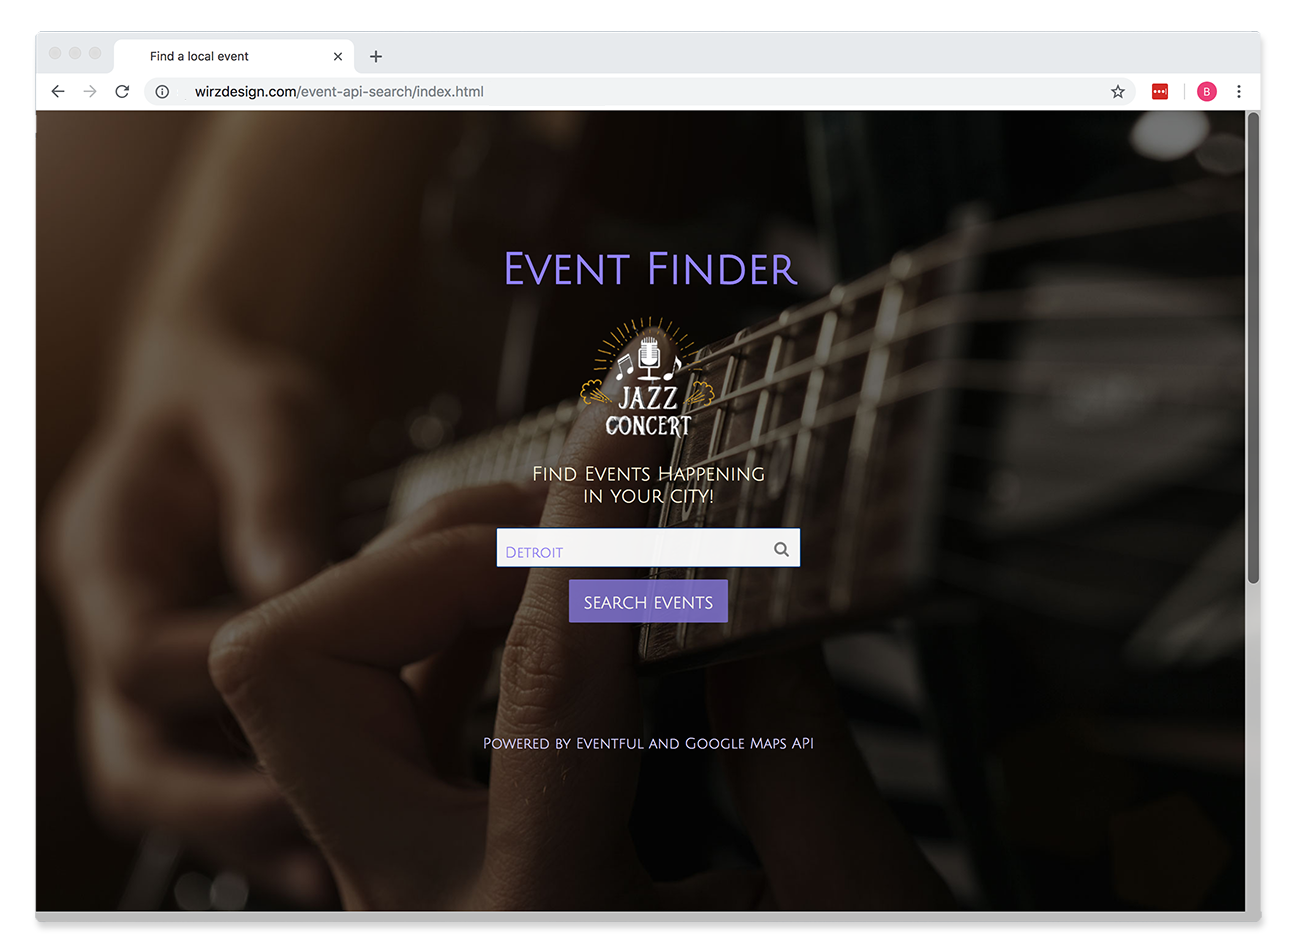 Find a local event
wirzdesign.com/event-api-search/index.html
B
Event Finder
JAZZ
CONCERT
Find Events Happening
in your city!
Detroit
Search Events
Powered by Eventful and Google Maps API